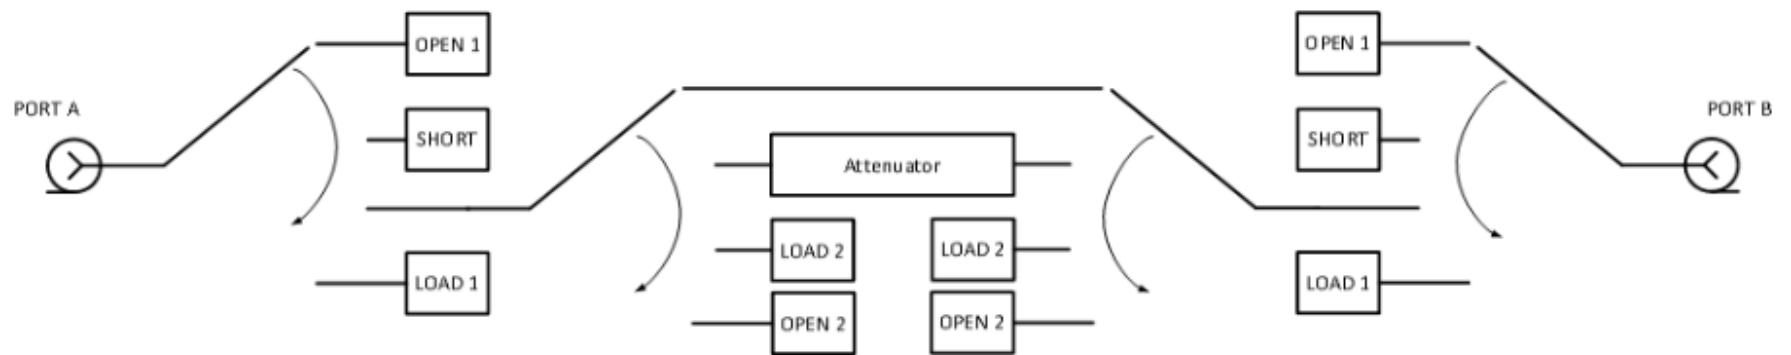 OPEN 1
OPEN 1
PORT A
PORT B
SHORT
SHORT
Attenuator
LOAD 2
LOAD 2
LOAD 1
LOAD 1
OPEN 2
OPEN 2